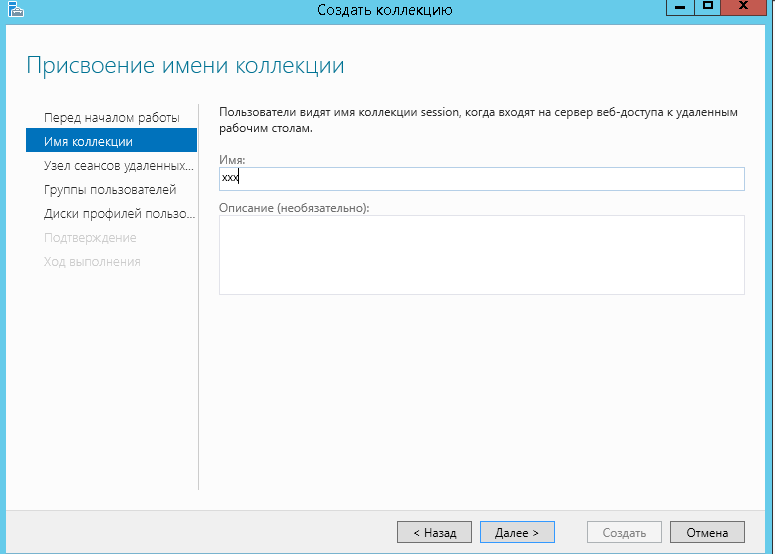 Создать коллекцию
Присвоение имени коллекции
Перед началом работы
Имя коллекции
Узел сеансов удаленных...
Группы пользователей
Диски профилей пользо...
Подтверждение
Ход выполнения
Пользователи видят имя коллекции session, когда входят на сервер веб-доступа к удаленным
рабочим столам.
Имя:
xxx
Описание (необязательно):
< Назад
Далее >
Создать
Отмена